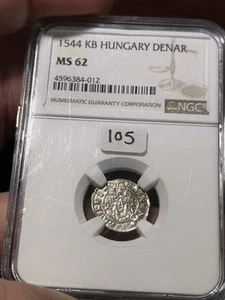 1544 KB HUNGARY DENAR
MS 62
4596384-012
NUMISMATIC GUARANTY CORPORATION
NGC
105